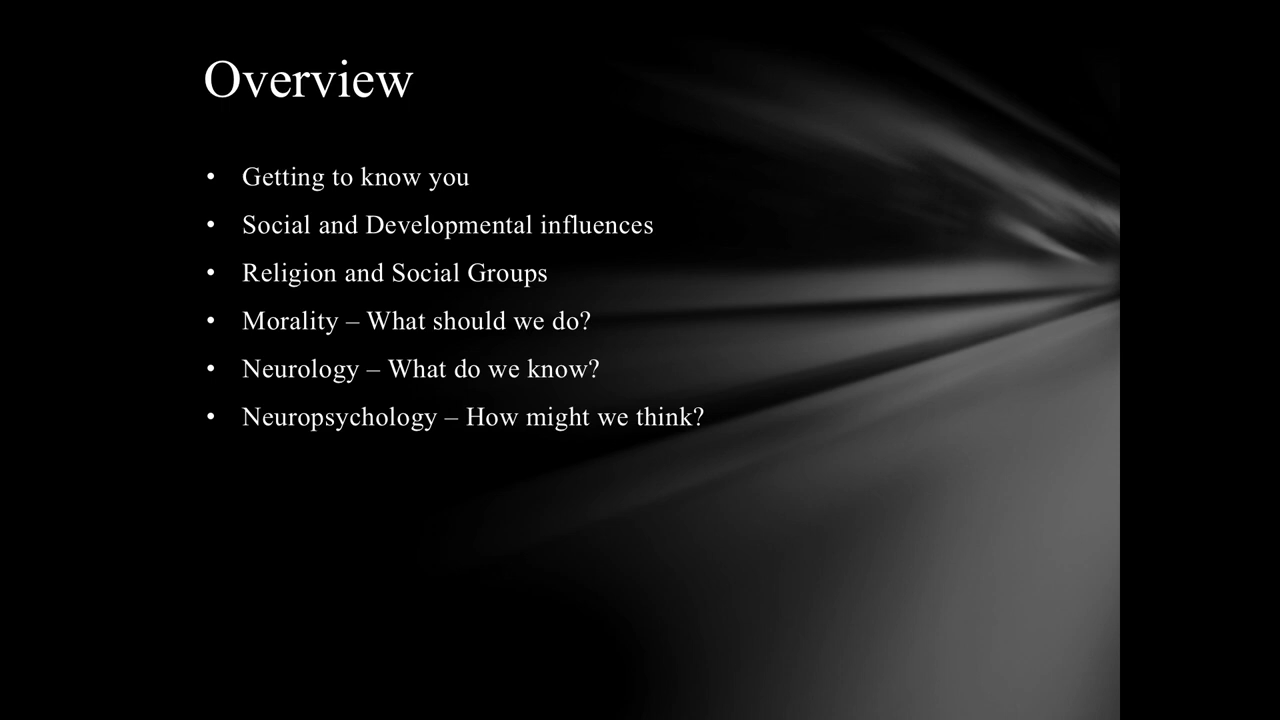 Overview
• Getting to know you
• Social and Developmental influences
• Religion and Social Groups
• Morality – What should we do?
• Neurology – What do we know?
• Neuropsychology – How might we think?